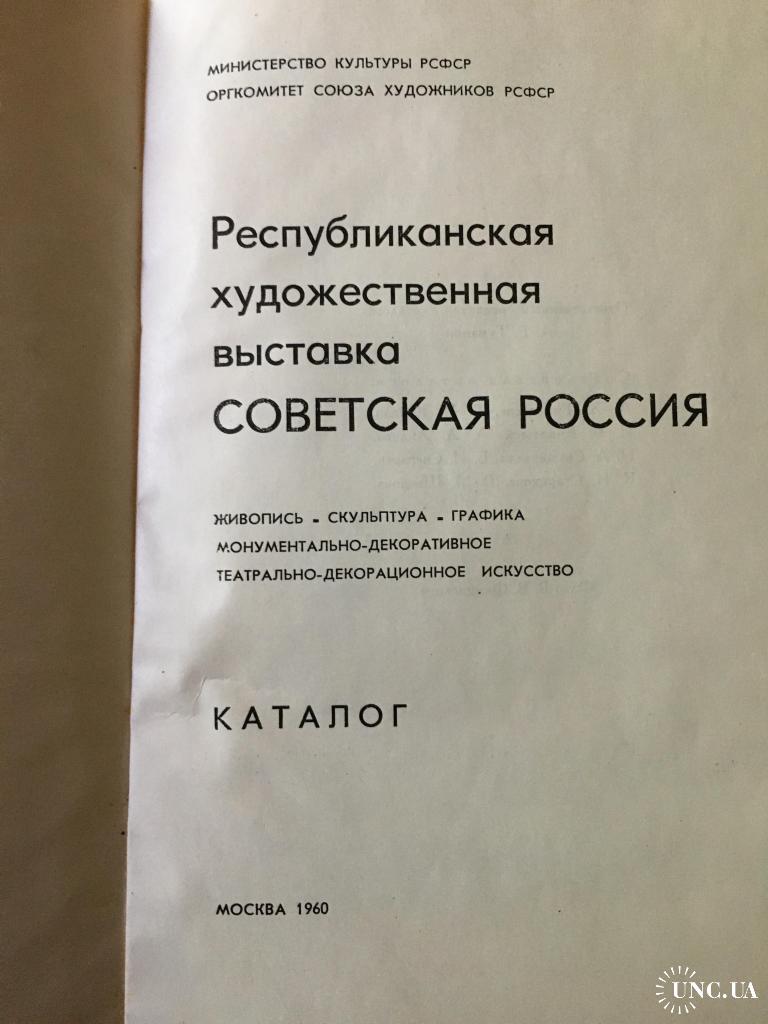 МИНИСТЕРСТВО КУЛЬТУРЫ РСФСР
ОРГКОМИТЕТ СОЮЗА ХУДОЖНИКОВ РСФСР
Республиканская
художественная
выставка
СОВЕТСКАЯ РОССИЯ
ЖИВОПИСЬ - СКУЛЬПТУРА - ГРАФИКА
МОНУМЕНТАЛЬНО-ДЕКОРАТИВНОЕ
ТЕАТРАЛЬНО-ДЕКОРАЦИОННОЕ ИСКУССТВО
КАТАЛОГ
МОСКВА 1960
UNC.UA